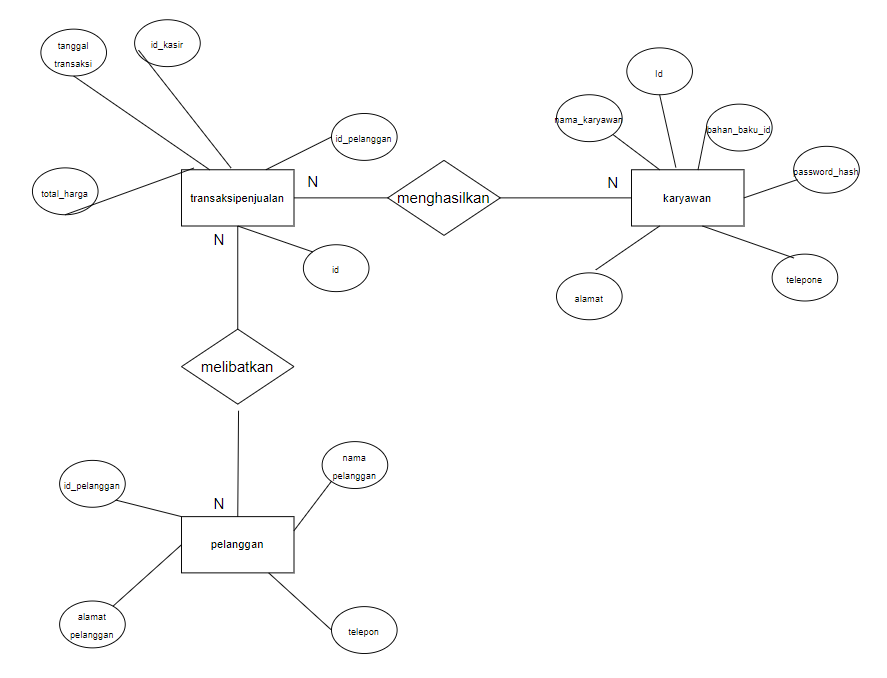 tanggal
transaksi
id_kasir
Id
nama_karyawan
bahan_baku_id
id_pelanggan
password_hash
total_harga
N
N
transaksipenjualan
menghasilkan
karyawan
N
id
telepone
alamat
melibatkan
nama
pelanggan
id_pelanggan
N
pelanggan
alamat
pelanggan
telepon